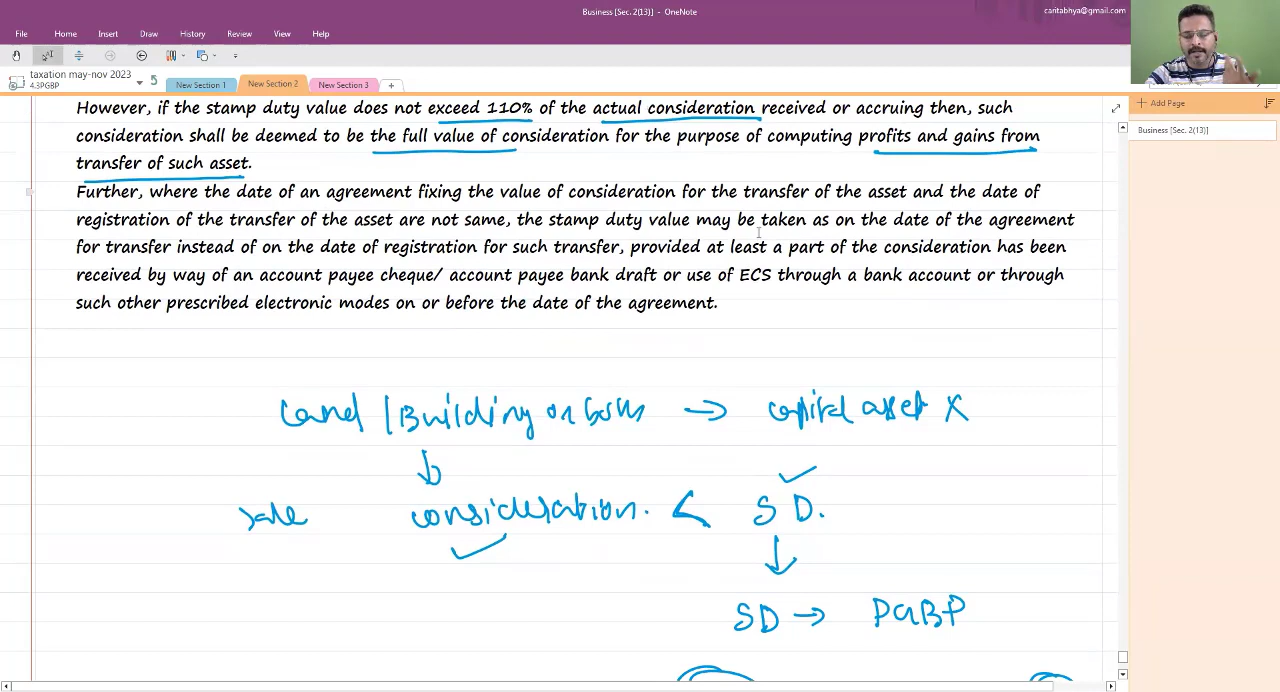 Business [Sec. 2(13)] - OneNote
caritabhya@gmail.com
File Home Insert Draw History Review View Help
taxation may-nov 2023
4.3PGBP
5
New Section 1 New Section 2 New Section 3 +
+ Add Page
Business [Sec. 2(13)]
However, if the stamp duty value does not exceed 110% of the actual consideration received or accruing then, such
consideration shall be deemed to be the full value of consideration for the purpose of computing profits and gains from
transfer of such asset.
Further, where the date of an agreement fixing the value of consideration for the transfer of the asset and the date of
registration of the transfer of the asset are not same, the stamp duty value may be taken as on the date of the agreement
for transfer instead of on the date of registration for such transfer, provided at least a part of the consideration has been
received by way of an account payee cheque/ account payee bank draft or use of ECS through a bank account or through
such other prescribed electronic modes on or before the date of the agreement.
Land / Building or both → capital asset X
sale consideration. < S D.
SD → PGBP